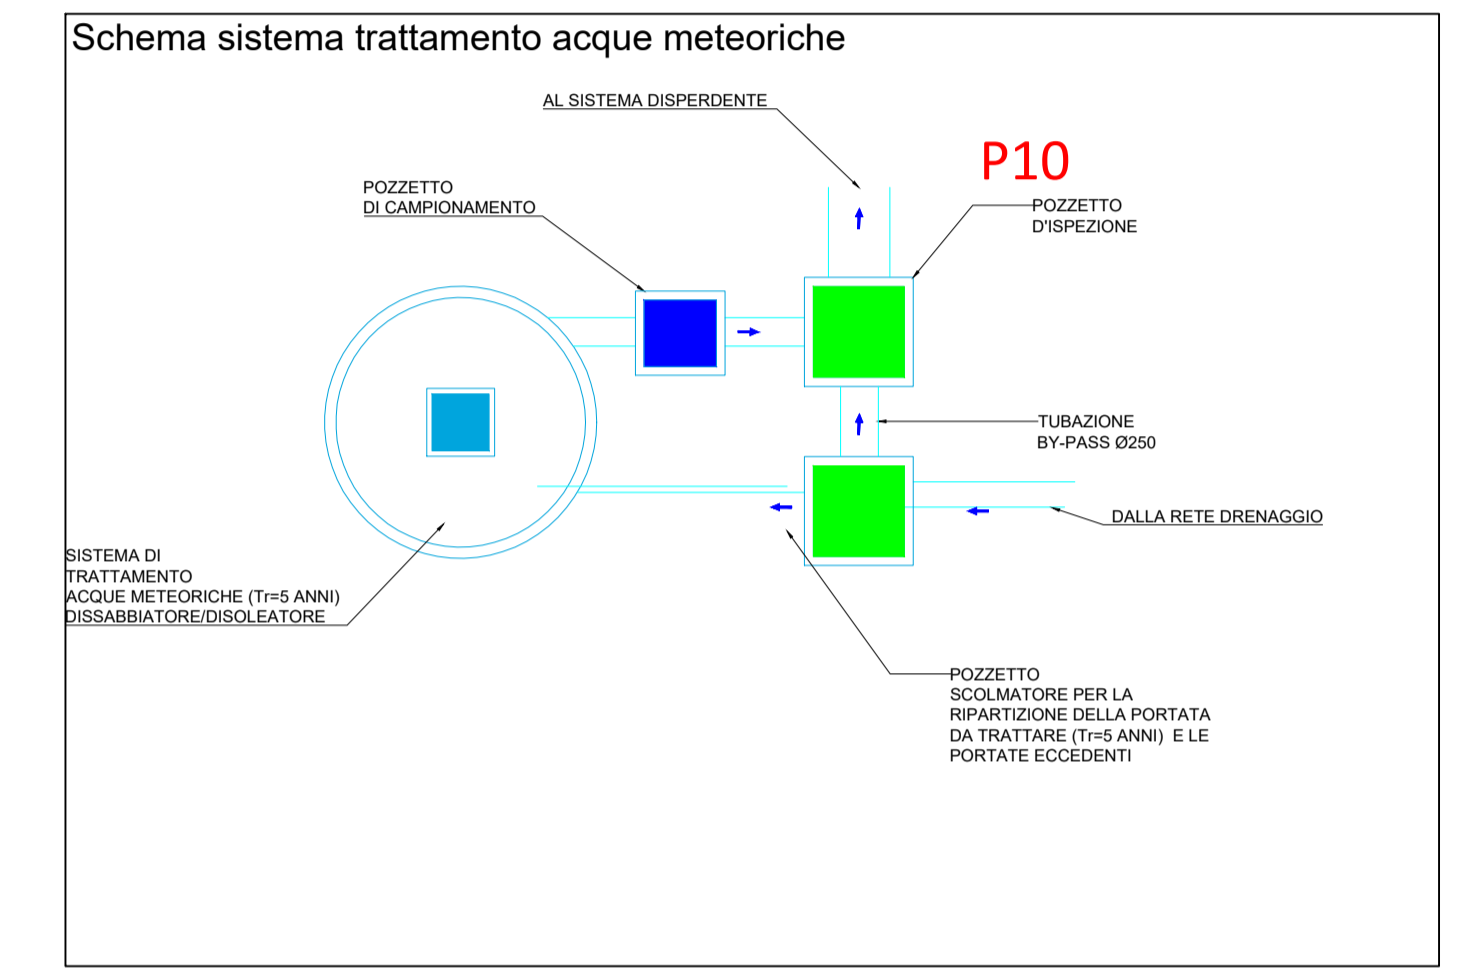 Schema sistema trattamento acque meteoriche
AL SISTEMA DISPERDENTE
P10
POZZETTO
DI CAMPIONAMENTO
POZZETTO
D'ISPEZIONE
TUBAZIONE
BY-PASS Ø250
DALLA RETE DRENAGGIO
SISTEMA DI
TRATTAMENTO
ACQUE METEORICHE (Tr=5 ANNI)
DISSABBIATORE/DISOLEATORE
POZZETTO
SCOLMATORE PER LA
RIPARTIZIONE DELLA PORTATA
DA TRATTARE (Tr=5 ANNI) E LE
PORTATE ECCEDENTI